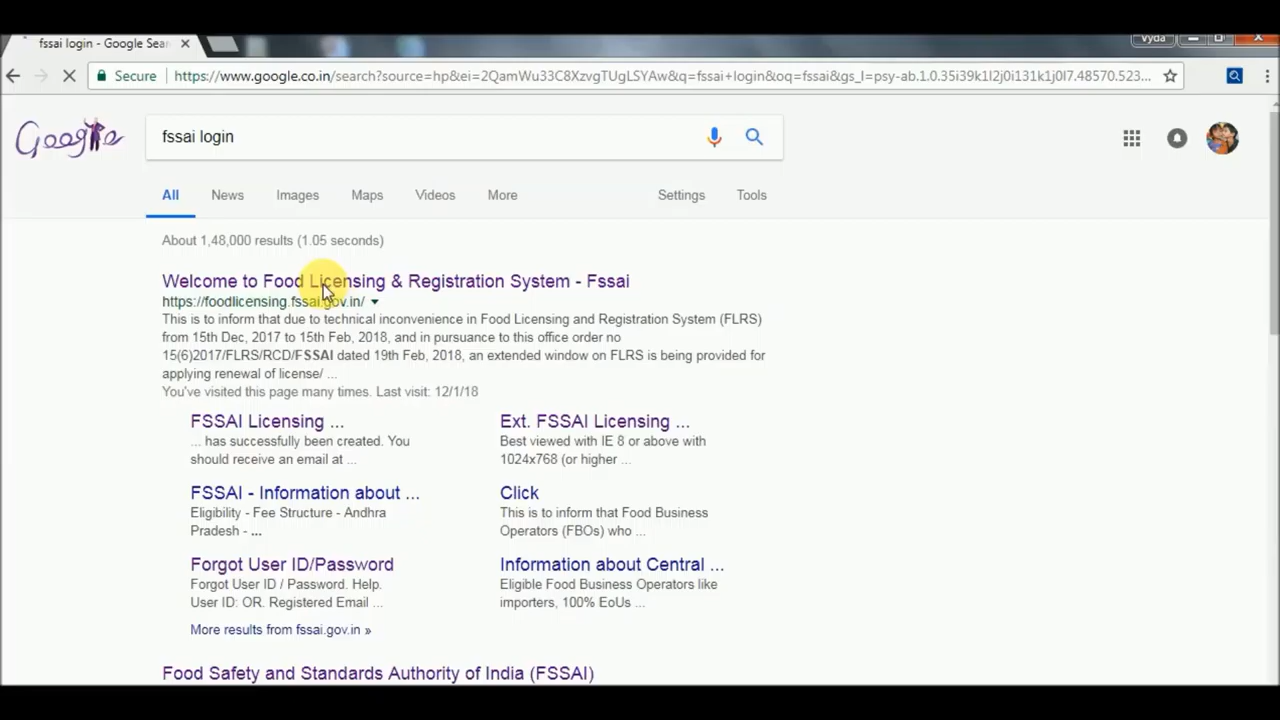 fssai login - Google Sear
Vyda
Secure https://www.google.co.in/search?source=hp&ei=2QamWu33C8XzvgTUgLSYAw&q=fssai+login&oq=fssai&gs_l=psy-ab.1.0.35i39k1l2j0i131k1j0l7.48570.523...
Google
fssai login
All News Images Maps Videos More Settings Tools
About 1,48,000 results (1.05 seconds)
Welcome to Food Licensing & Registration System - Fssai
https://foodlicensing.fssai.gov.in/
This is to inform that due to technical inconvenience in Food Licensing and Registration System (FLRS)
from 15th Dec, 2017 to 15th Feb, 2018, and in pursuance to this office order no
15(6)2017/FLRS/RCD/FSSAI dated 19th Feb, 2018, an extended window on FLRS is being provided for
applying renewal of license/ ...
You've visited this page many times. Last visit: 12/1/18
FSSAI Licensing ...
... has successfully been created. You
should receive an email at ...
Ext. FSSAI Licensing ...
Best viewed with IE 8 or above with
1024x768 (or higher ...
FSSAI - Information about ...
Eligibility - Fee Structure - Andhra
Pradesh - ...
Click
This is to inform that Food Business
Operators (FBOs) who ...
Forgot User ID/Password
Forgot User ID / Password. Help.
User ID: OR. Registered Email ...
Information about Central ...
Eligible Food Business Operators like
importers, 100% EoUs ...
More results from fssai.gov.in »
Food Safety and Standards Authority of India (FSSAI)